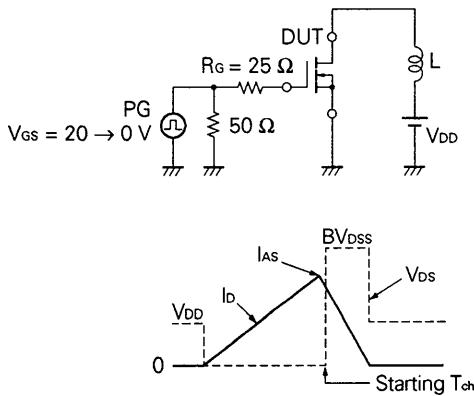 DUT
RG = 25 Ω
L
PG
50 Ω
VGS = 20 → 0 V
VDD
BVDSS
IAS
VDS
ID
VDD
0
Starting Tch